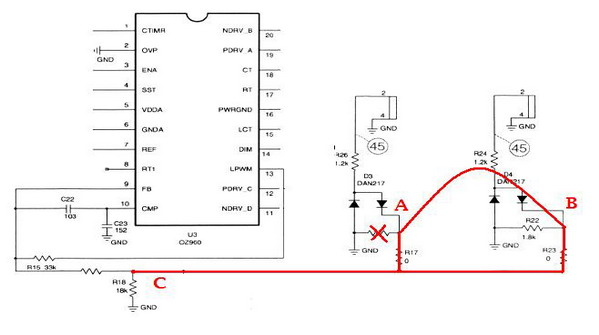 1 CTIMR NDRV_B 20
2 OVP PDRV_A 19
GND
3 ENA CT 18
4 SST RT 17
5 VDDA PWRGND 16
6 GNDA LCT 15
7 REF DIM 14
8 RT1 LPWM 13
9 FB PDRV_C 12
10 CMP NDRV_D 11
U3
OZ960
C22
103
C23
152
GND
R15 33k
R18
18k
GND
C
2
4
GND
45
R26
1.2k
D3
DAN217
A
GND
R17
0
2
4
GND
45
R24
1.2k
D4
DAN217
B
R22
1.8k
GND
R23
0